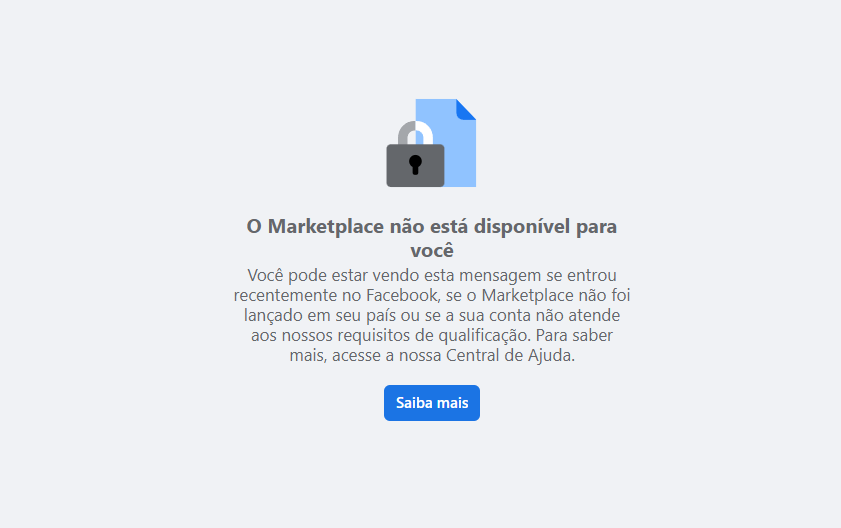 O Marketplace não está disponível para
você
Você pode estar vendo esta mensagem se entrou
recentemente no Facebook, se o Marketplace não foi
lançado em seu país ou se a sua conta não atende
aos nossos requisitos de qualificação. Para saber
mais, acesse a nossa Central de Ajuda.
Saiba mais